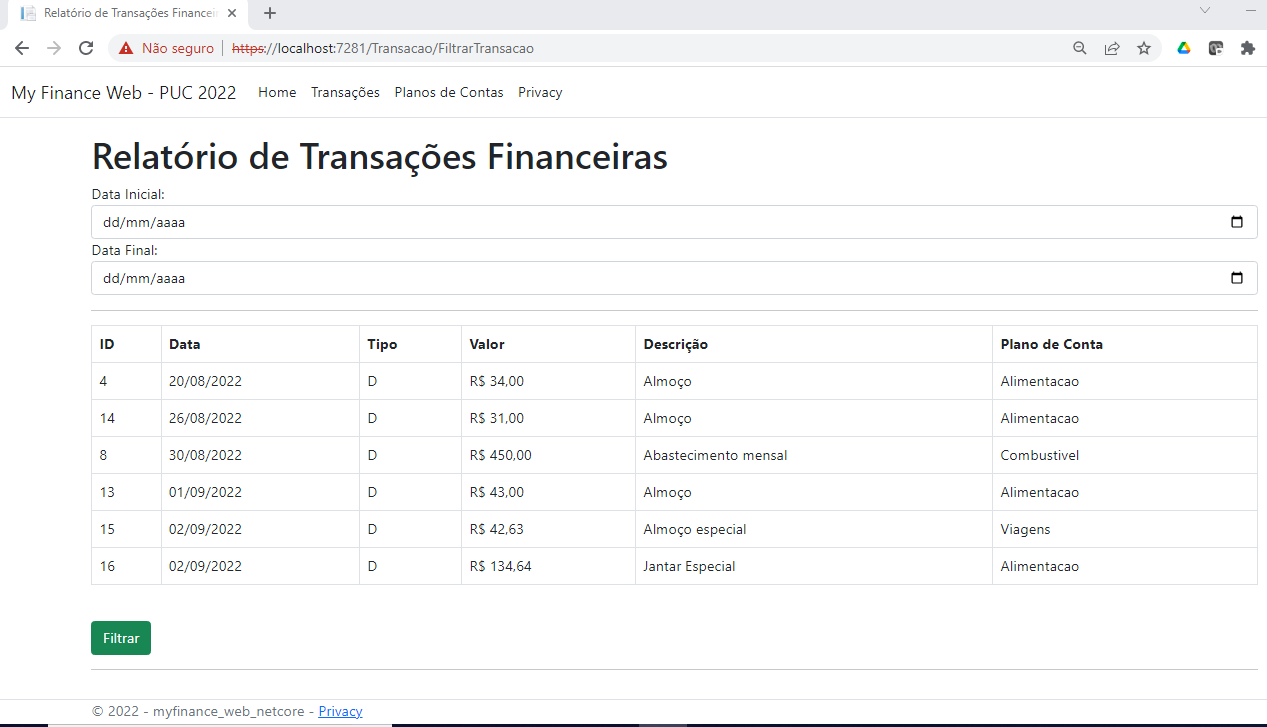 Relatório de Transações Financei
Não seguro https://localhost:7281/Transacao/FiltrarTransacao
My Finance Web - PUC 2022 Home Transações Planos de Contas Privacy
Relatório de Transações Financeiras
Data Inicial:
dd/mm/aaaa
Data Final:
dd/mm/aaaa
ID Data Tipo Valor Descrição Plano de Conta
4 20/08/2022 D R$ 34,00 Almoço Alimentacao
14 26/08/2022 D R$ 31,00 Almoço Alimentacao
8 30/08/2022 D R$ 450,00 Abastecimento mensal Combustivel
13 01/09/2022 D R$ 43,00 Almoço Alimentacao
15 02/09/2022 D R$ 42,63 Almoço especial Viagens
16 02/09/2022 D R$ 134,64 Jantar Especial Alimentacao
Filtrar
© 2022 - myfinance_web_netcore - Privacy